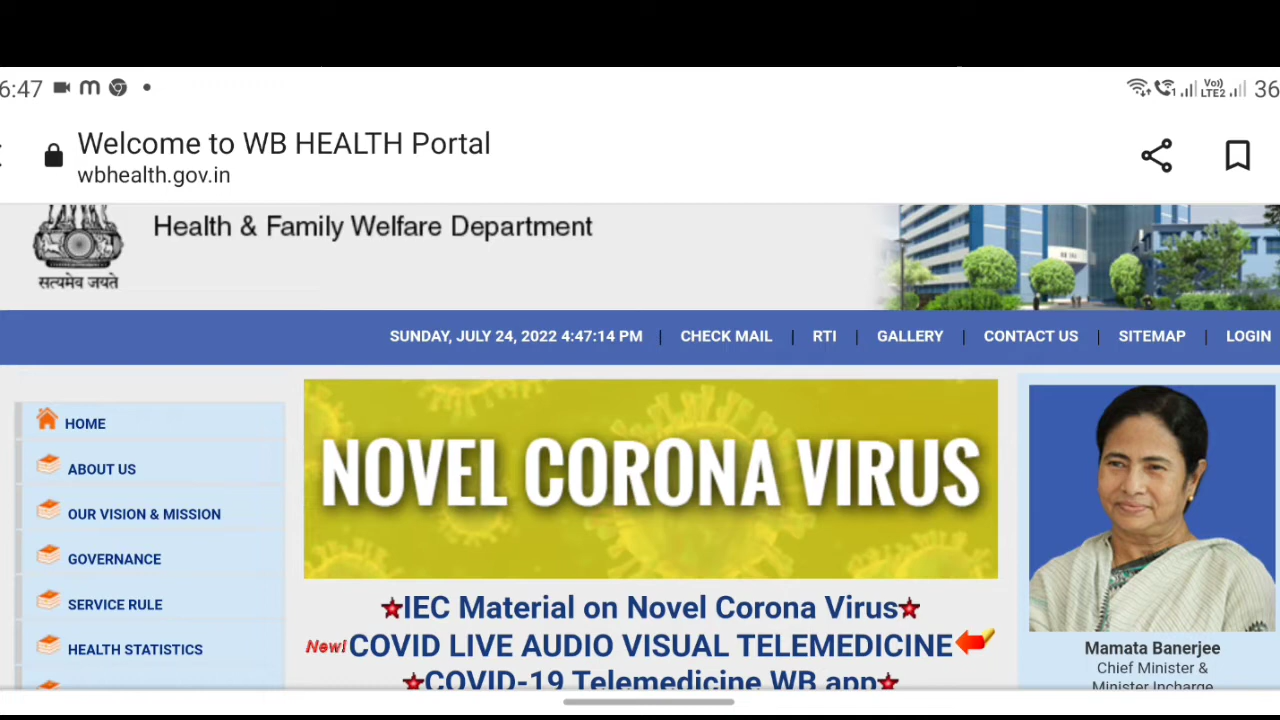 6:47
Vo))
LTE2
36
Welcome to WB HEALTH Portal
wbhealth.gov.in
Health & Family Welfare Department
सत्यमेव जयते
SUNDAY, JULY 24, 2022 4:47:14 PM | CHECK MAIL | RTI | GALLERY | CONTACT US | SITEMAP | LOGIN
HOME
ABOUT US
OUR VISION & MISSION
GOVERNANCE
SERVICE RULE
HEALTH STATISTICS
NOVEL CORONA VIRUS
IEC Material on Novel Corona Virus
New! COVID LIVE AUDIO VISUAL TELEMEDICINE
COVID-19 Telemedicine WB app
Mamata Banerjee
Chief Minister &
Minister Incharge